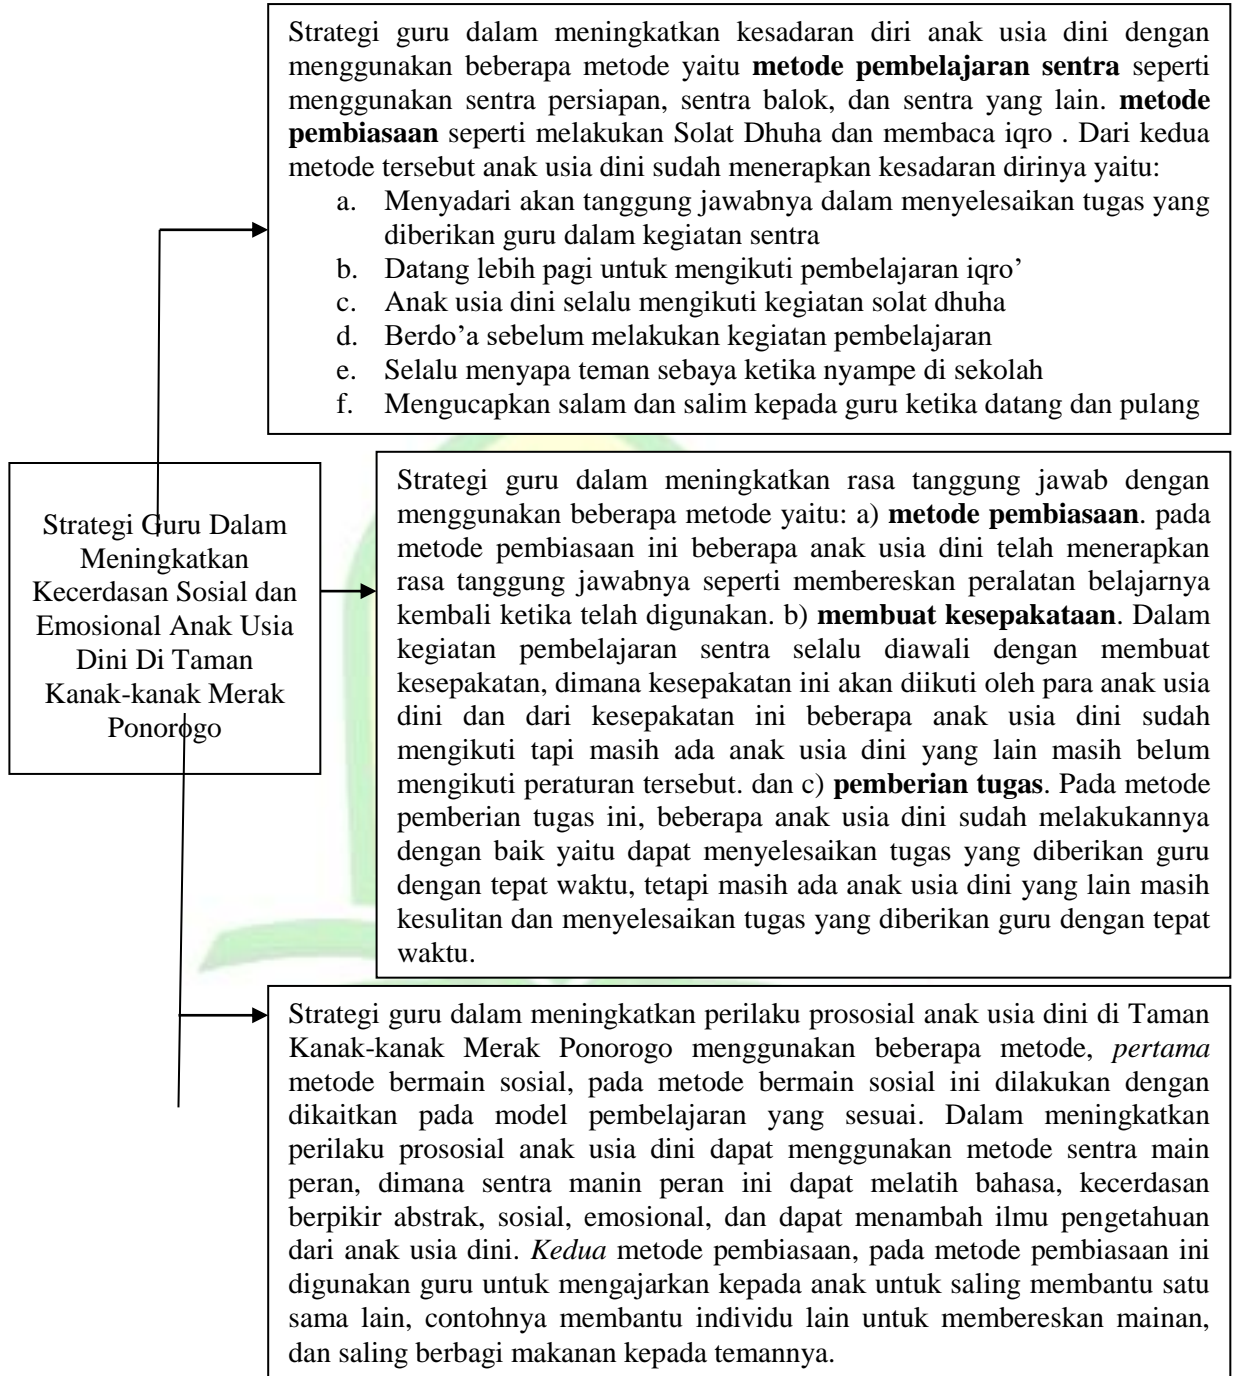 Strategi guru dalam meningkatkan kesadaran diri anak usia dini dengan
menggunakan beberapa metode yaitu metode pembelajaran sentra seperti
menggunakan sentra persiapan, sentra balok, dan sentra yang lain. metode
pembiasaan seperti melakukan Solat Dhuha dan membaca iqro . Dari kedua
metode tersebut anak usia dini sudah menerapkan kesadaran dirinya yaitu:
a. Menyadari akan tanggung jawabnya dalam menyelesaikan tugas yang
diberikan guru dalam kegiatan sentra
b. Datang lebih pagi untuk mengikuti pembelajaran iqro’
c. Anak usia dini selalu mengikuti kegiatan solat dhuha
d. Berdo’a sebelum melakukan kegiatan pembelajaran
e. Selalu menyapa teman sebaya ketika nyampe di sekolah
f. Mengucapkan salam dan salim kepada guru ketika datang dan pulang
Strategi Guru Dalam
Meningkatkan
Kecerdasan Sosial dan
Emosional Anak Usia
Dini Di Taman
Kanak-kanak Merak
Ponorogo
Strategi guru dalam meningkatkan rasa tanggung jawab dengan
menggunakan beberapa metode yaitu: a) metode pembiasaan. pada
metode pembiasaan ini beberapa anak usia dini telah menerapkan
rasa tanggung jawabnya seperti membereskan peralatan belajarnya
kembali ketika telah digunakan. b) membuat kesepakataan. Dalam
kegiatan pembelajaran sentra selalu diawali dengan membuat
kesepakatan, dimana kesepakatan ini akan diikuti oleh para anak usia
dini dan dari kesepakatan ini beberapa anak usia dini sudah
mengikuti tapi masih ada anak usia dini yang lain masih belum
mengikuti peraturan tersebut. dan c) pemberian tugas. Pada metode
pemberian tugas ini, beberapa anak usia dini sudah melakukannya
dengan baik yaitu dapat menyelesaikan tugas yang diberikan guru
dengan tepat waktu, tetapi masih ada anak usia dini yang lain masih
kesulitan dan menyelesaikan tugas yang diberikan guru dengan tepat
waktu.
Strategi guru dalam meningkatkan perilaku prososial anak usia dini di Taman
Kanak-kanak Merak Ponorogo menggunakan beberapa metode, pertama
metode bermain sosial, pada metode bermain sosial ini dilakukan dengan
dikaitkan pada model pembelajaran yang sesuai. Dalam meningkatkan
perilaku prososial anak usia dini dapat menggunakan metode sentra main
peran, dimana sentra manin peran ini dapat melatih bahasa, kecerdasan
berpikir abstrak, sosial, emosional, dan dapat menambah ilmu pengetahuan
dari anak usia dini. Kedua metode pembiasaan, pada metode pembiasaan ini
digunakan guru untuk mengajarkan kepada anak untuk saling membantu satu
sama lain, contohnya membantu individu lain untuk membereskan mainan,
dan saling berbagi makanan kepada temannya.